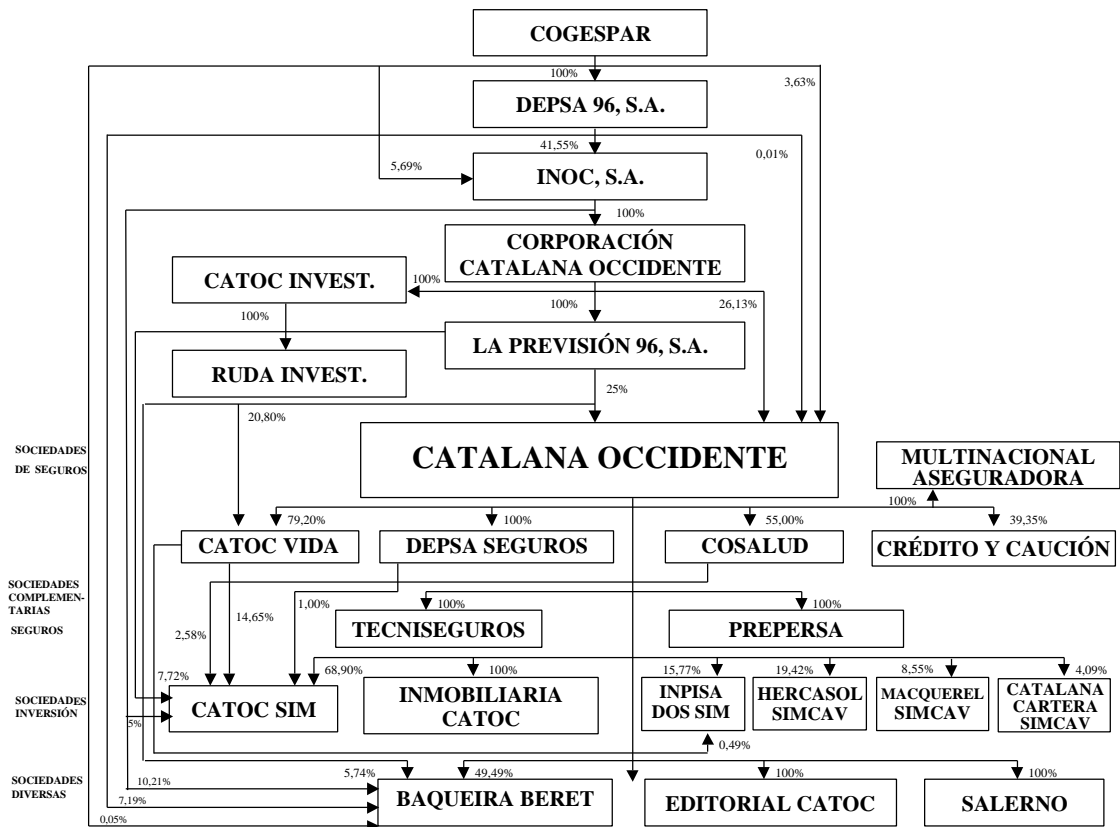 COGESPAR
100%
3,63%
DEPSA 96, S.A.
41,55%
0,01%
5,69%
INOC, S.A.
100%
CORPORACIÓN
CATALANA OCCIDENTE
CATOC INVEST.
100%
26,13%
100%
100%
LA PREVISIÓN 96, S.A.
RUDA INVEST.
25%
20,80%
SOCIEDADES
DE SEGUROS
CATALANA OCCIDENTE
MULTINACIONAL
ASEGURADORA
100%
79,20%
100%
55,00%
39,35%
CATOC VIDA
DEPSA SEGUROS
COSALUD
CRÉDITO Y CAUCIÓN
SOCIEDADES
COMPLEMEN-
TARIAS
SEGUROS
14,65%
1,00%
100%
100%
2,58%
TECNISEGUROS
PREPERSA
7,72%
68,90%
100%
15,77%
19,42%
8,55%
4,09%
SOCIEDADES
INVERSIÓN
CATOC SIM
INMOBILIARIA
CATOC
INPISA
DOS SIM
HERCASOL
SIMCAV
MACQUEREL
SIMCAV
CATALANA
CARTERA
SIMCAV
5%
0,49%
SOCIEDADES
DIVERSAS
10,21%
5,74%
49,49%
100%
100%
7,19%
BAQUEIRA BERET
EDITORIAL CATOC
SALERNO
0,05%